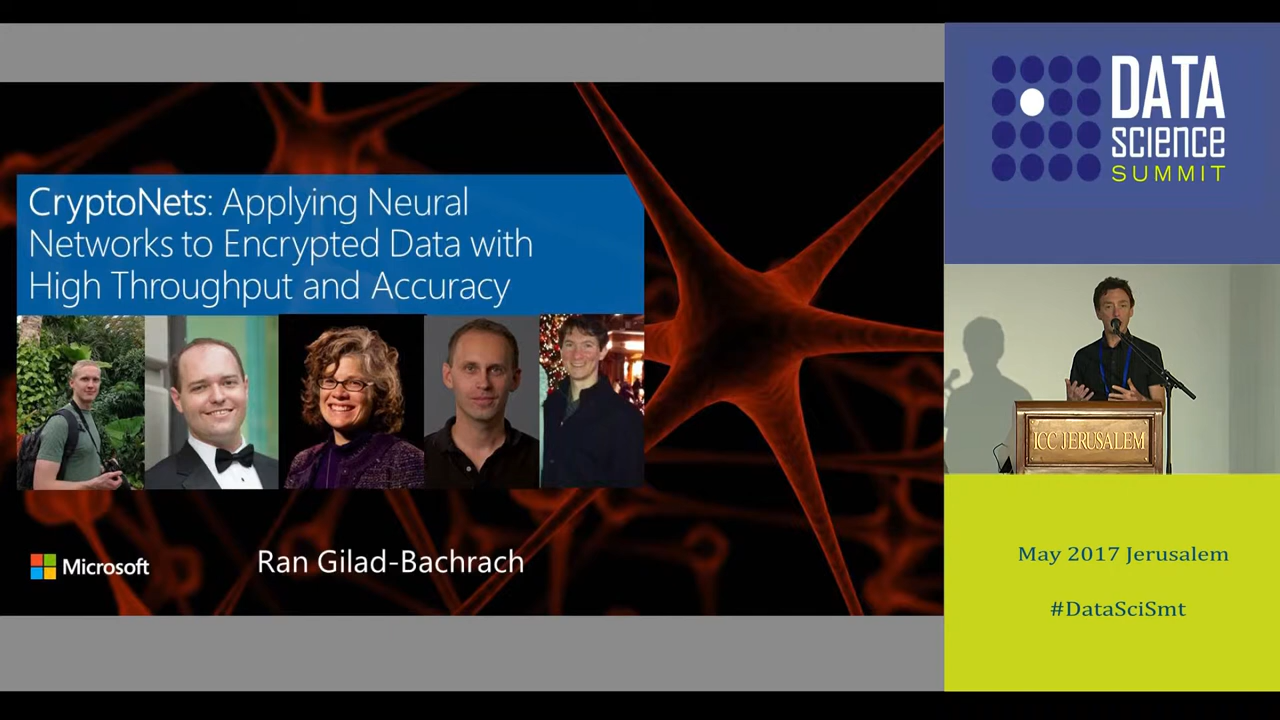 CryptoNets: Applying Neural
Networks to Encrypted Data with
High Throughput and Accuracy
Microsoft
Ran Gilad-Bachrach
DATA
SCIENCE
SUMMIT
ICC JERUSALEM
May 2017 Jerusalem
#DataSciSmt